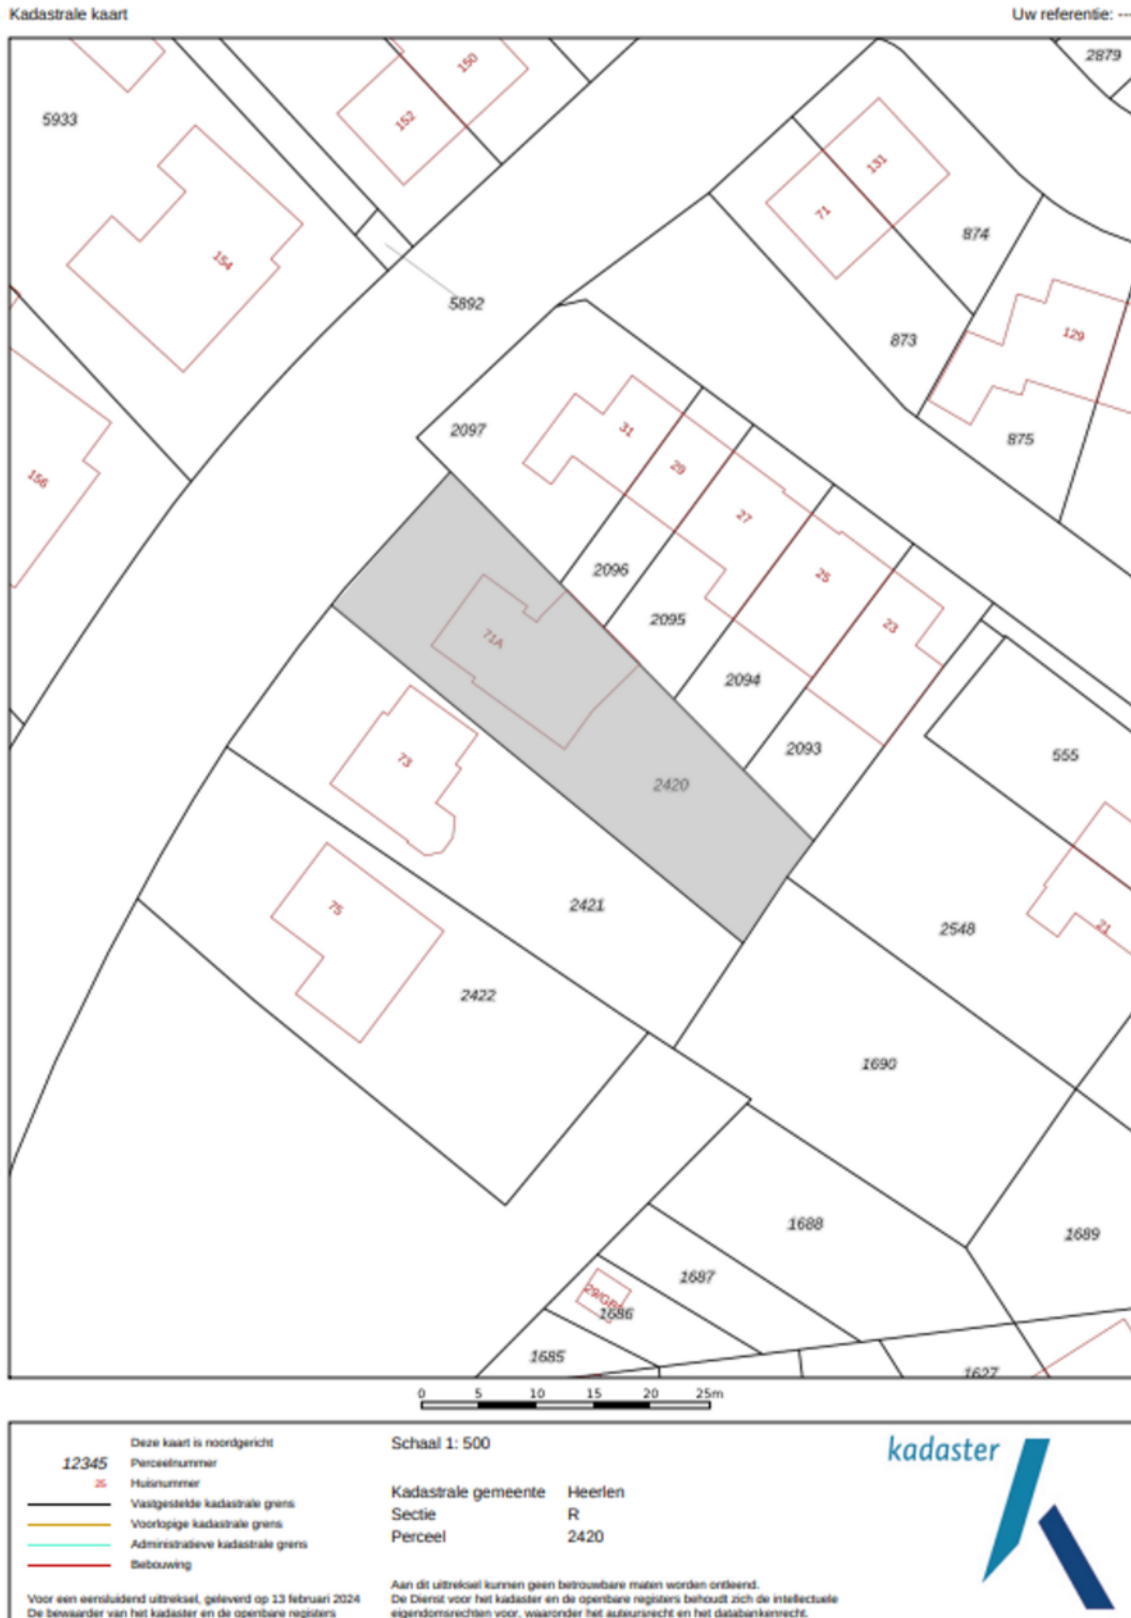 Kadastrale kaart
Uw referentie: ---
2879
150
5933
152
131
71
874
154
5892
873
129
2097
31
875
29
156
27
2096
25
2095
23
71A
2094
2093
73
555
2420
2421
75
2548
21
2422
1690
1688
1689
1687
1686
1685
1627
0 5 10 15 20 25m
Deze kaart is noordgericht
12345 Perceelnummer
25 Huisnummer
Vastgestelde kadastrale grens
Voorlopige kadastrale grens
Administratieve kadastrale grens
Bebouwing
Voor een eensluidend uittreksel, geleverd op 13 februari 2024
De bewaarder van het kadaster en de openbare registers
Schaal 1: 500
Kadastrale gemeente Heerlen
Sectie R
Perceel 2420
Aan dit uittreksel kunnen geen betrouwbare maten worden ontleend.
De Dienst voor het kadaster en de openbare registers behoudt zich de intellectuele
eigendomsrechten voor, waaronder het auteursrecht en het databankenrecht.
kadaster